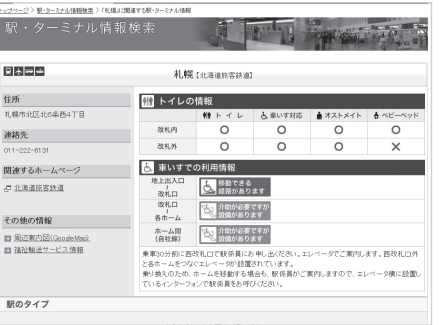 トップページ > 駅・ターミナル情報検索 > 「札幌」に関連する駅・ターミナル情報
駅・ターミナル情報検索
札幌【北海道旅客鉄道】
住所
札幌市北区北6条西4丁目
連絡先
011-222-6131
関連するホームページ
北海道旅客鉄道
その他の情報
周辺案内図(GoogleMap)
福祉輸送サービス情報
トイレの情報
トイレ 車いす対応 オストメイト ベビーベッド
改札内 ○ ○ ○ ○
改札外 ○ ○ ○ ×
車いすでの利用情報
地上出入口
~
改札口
移動できる
経路があります
改札口
~
各ホーム
介助が必要ですが
設備があります
ホーム間
(自社線)
介助が必要ですが
設備があります
乗車30分前に西改札口で駅係員にお申し出ください。エレベータでご案内します。西改札口外
と各ホームをつなぐエレベータが設置されています。
乗り換えのため、ホームを移動する場合も、駅係員がご案内しますので、エレベータ横に設置し
ているインターフォンで駅係員をお呼びください。
駅のタイプ